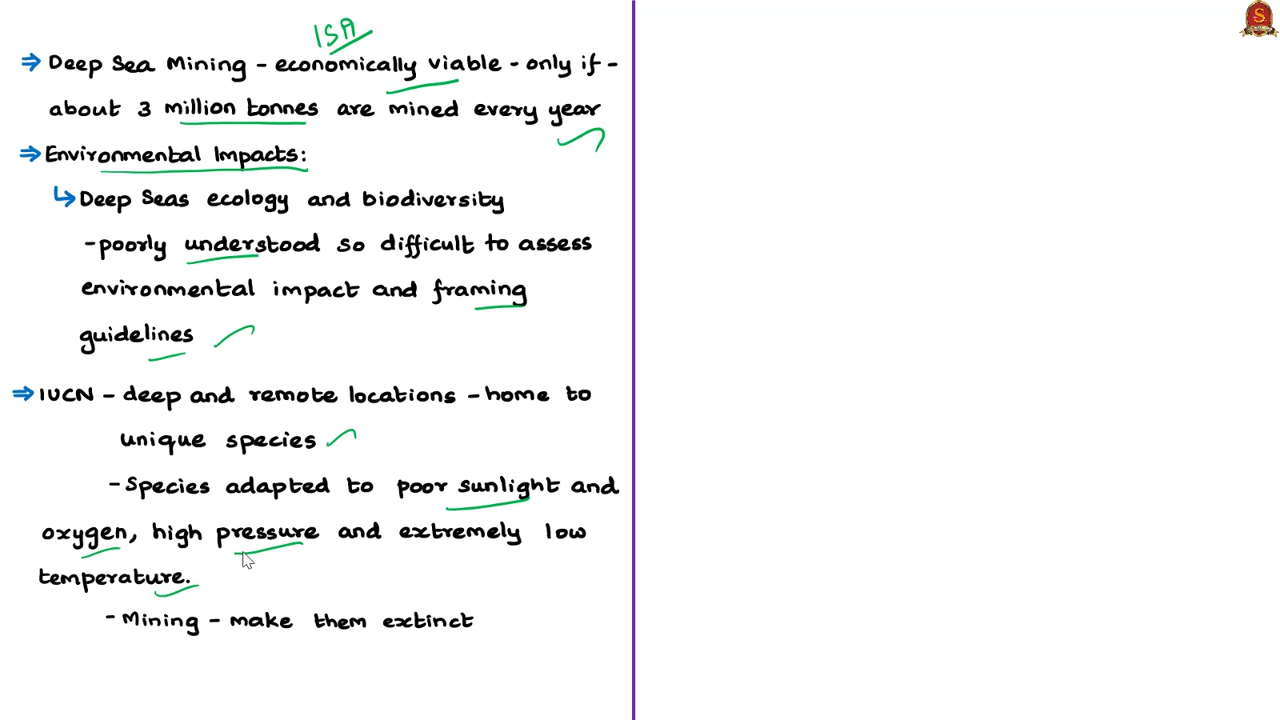 ISA
⇒ Deep Sea Mining - economically viable - only if -
about 3 million tonnes are mined every year
⇒ Environmental Impacts:
↳ Deep Seas ecology and biodiversity
- poorly understood so difficult to assess
environmental impact and framing
guidelines
⇒ IUCN - deep and remote locations - home to
unique species
- Species adapted to poor sunlight and
oxygen, high pressure and extremely low
temperature.
- Mining - make them extinct